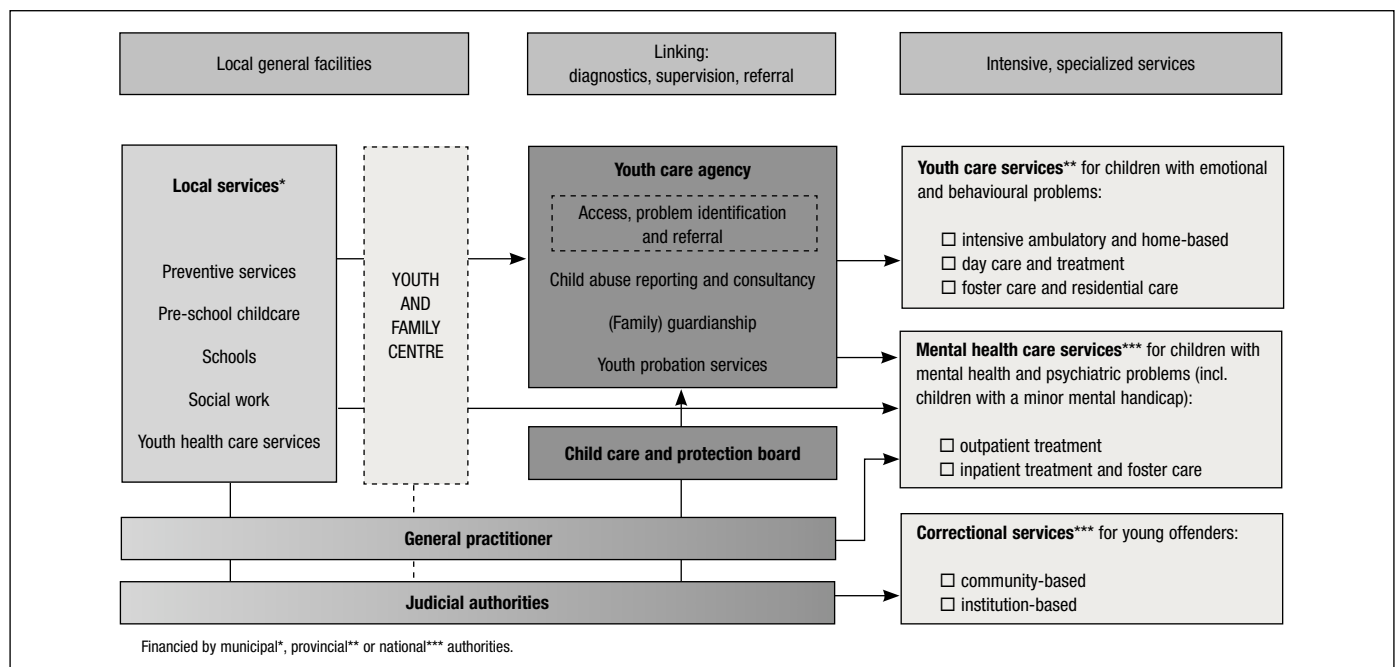 Local general facilities
Linking:
diagnostics, supervision, referral
Intensive, specialized services
Local services*
Preventive services
Pre-school childcare
Schools
Social work
Youth health care services
YOUTH
AND
FAMILY
CENTRE
Youth care agency
Access, problem identification
and referral
Child abuse reporting and consultancy
(Family) guardianship
Youth probation services
Child care and protection board
General practitioner
Judicial authorities
Youth care services** for children with emotional
and behavioural problems:
☐ intensive ambulatory and home-based
☐ day care and treatment
☐ foster care and residential care
Mental health care services*** for children with
mental health and psychiatric problems (incl.
children with a minor mental handicap):
☐ outpatient treatment
☐ inpatient treatment and foster care
Correctional services*** for young offenders:
☐ community-based
☐ institution-based
Financied by municipal*, provincial** or national*** authorities.